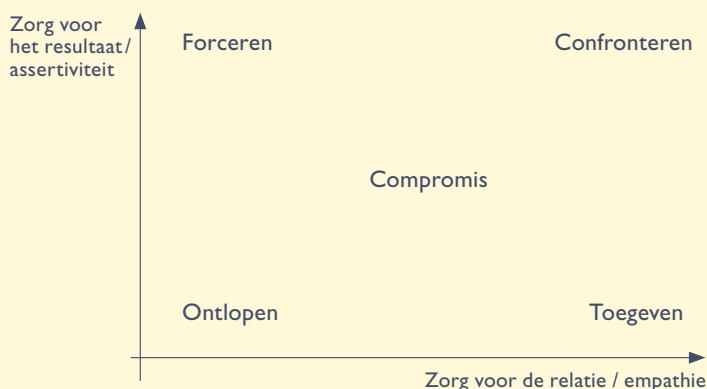 Zorg voor
het resultaat/
assertiviteit
Forceren
Confronteren
Compromis
Ontlopen
Toegeven
Zorg voor de relatie / empathie